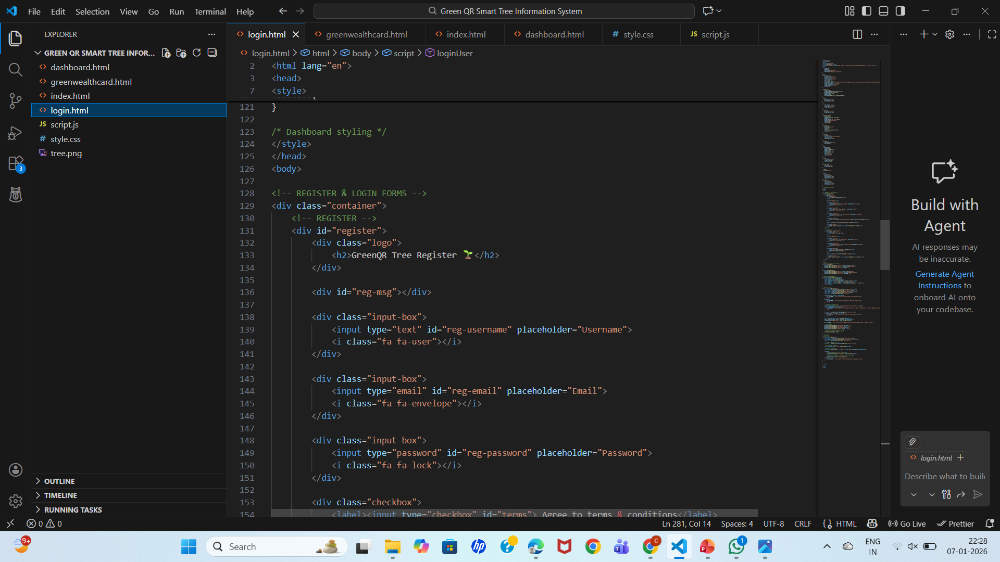 File Edit Selection View Go Run Terminal Help
Green QR Smart Tree Information System
EXPLORER
GREEN QR SMART TREE INFOR...
dashboard.html
greenwealthcard.html
index.html
login.html
JS script.js
# style.css
tree.png
3
OUTLINE
TIMELINE
RUNNING TASKS
login.html
greenwealthcard.html
index.html
dashboard.html
# style.css
JS script.js
login.html > html > body > script > loginUser
2 <html lang="en">
3 <head>
7 <style>
121 }
122
123 /* Dashboard styling */
124 </style>
125 </head>
126 <body>
127
128 <!-- REGISTER & LOGIN FORMS -->
129 <div class="container">
130 <!-- REGISTER -->
131 <div id="register">
132 <div class="logo">
133 <h2>GreenQR Tree Register 🌱</h2>
134 </div>
135
136 <div id="reg-msg"></div>
137
138 <div class="input-box">
139 <input type="text" id="reg-username" placeholder="Username">
140 <i class="fa fa-user"></i>
141 </div>
142
143 <div class="input-box">
144 <input type="email" id="reg-email" placeholder="Email">
145 <i class="fa fa-envelope"></i>
146 </div>
147
148 <div class="input-box">
149 <input type="password" id="reg-password" placeholder="Password">
150 <i class="fa fa-lock"></i>
151 </div>
152
153 <div class="checkbox">
154 <label><input type="checkbox" id="terms"> Agree to terms & conditions</label>
Build with
Agent
AI responses may
be inaccurate.
Generate Agent
Instructions to
onboard AI onto
your codebase.
login.html
Describe what to buil
0 0
Ln 281, Col 14 Spaces: 4 UTF-8 CRLF HTML Go Live Prettier
9+
Search
hp
C
P
1
ENG
IN
22:28
07-01-2026